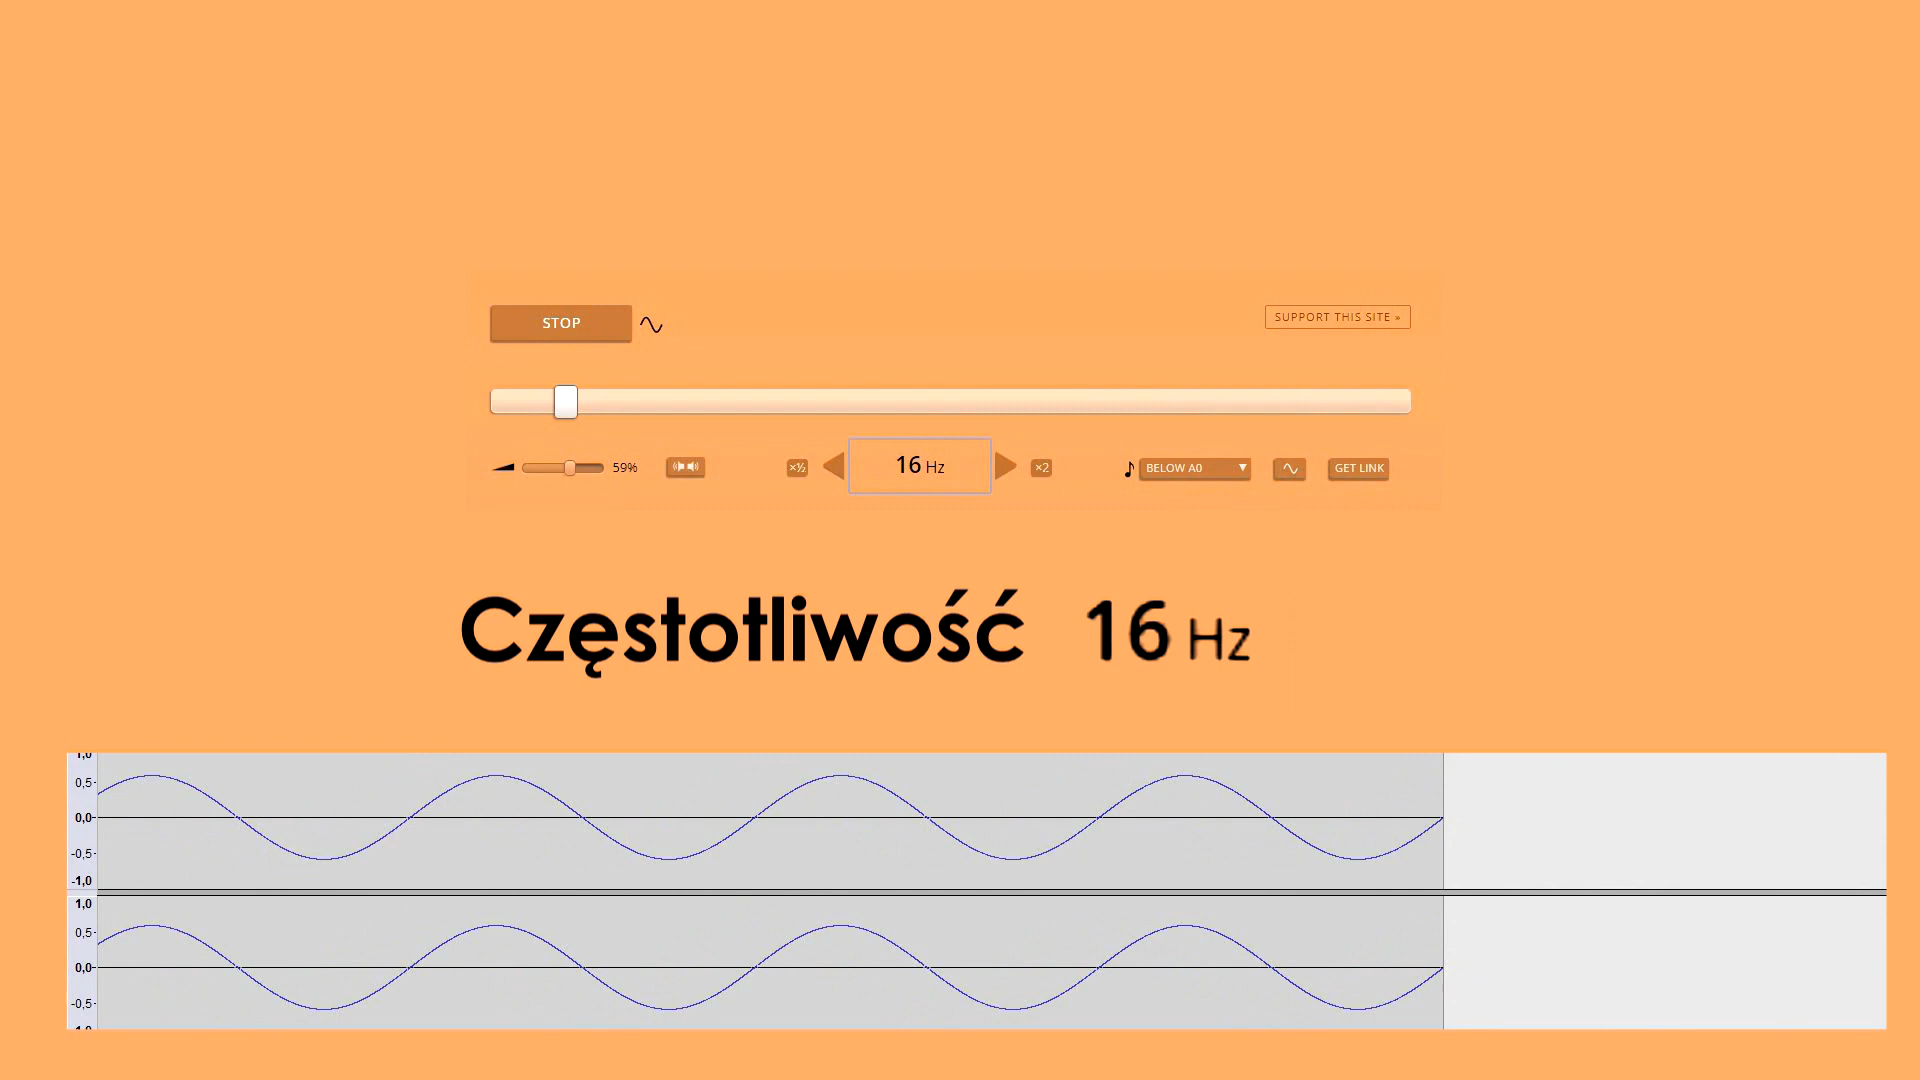 STOP
SUPPORT THIS SITE »
59%
×½
16 Hz
×2
BELOW A0
GET LINK
Częstotliwość 16 Hz
1,0
0,5
0,0
-0,5
-1,0
1,0
0,5
0,0
-0,5